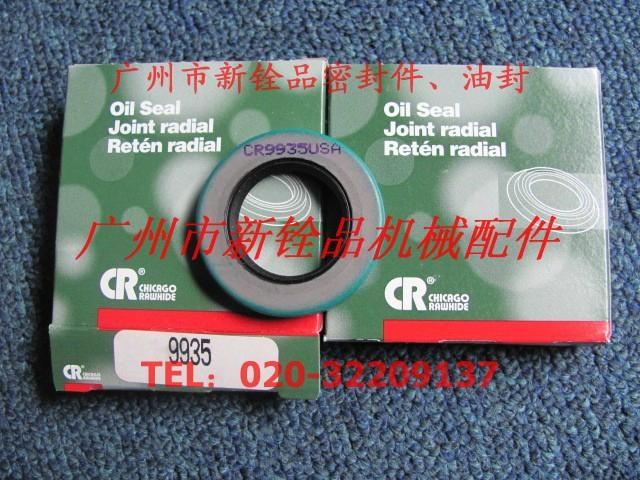 广州市新铨品密封件、油封
Oil Seal
Joint radial
Retén radial
Oil Seal
Joint radial
Retén radial
CR9935USA
广州市新铨品机械配件
CR® CHICAGO
RAWHIDE
CR® CHICAGO
RAWHIDE
9935
CR CHICAGO
RAWHIDE
TEL：020-32209137